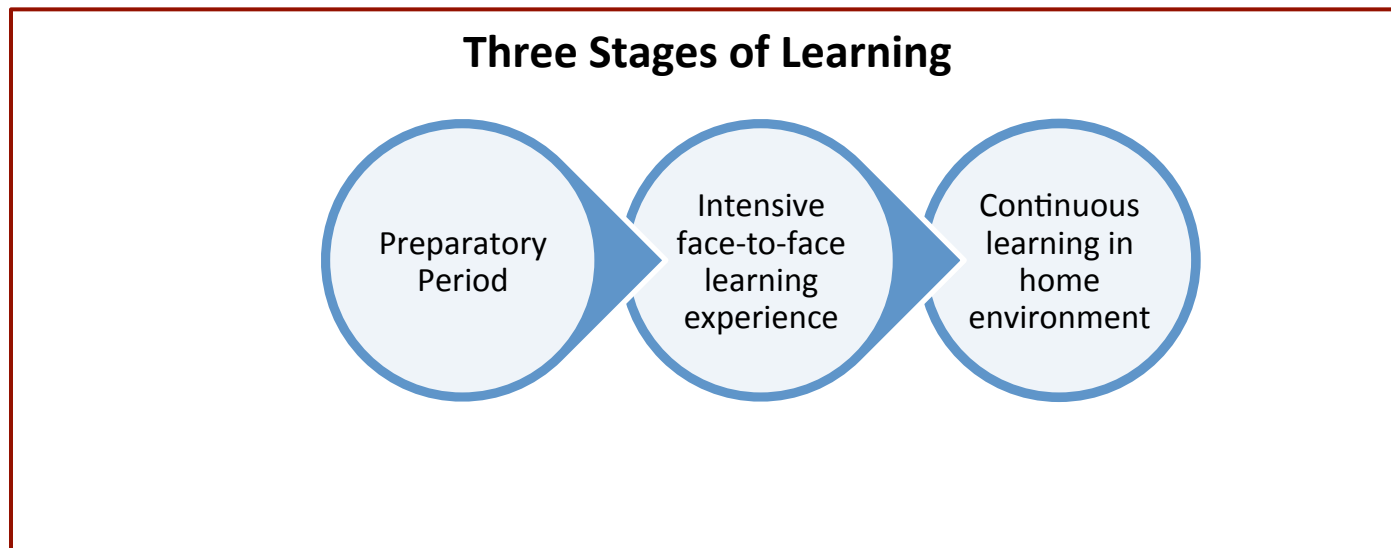 Three Stages of Learning
Preparatory
Period
Intensive
face-to-face
learning
experience
Continuous
learning in
home
environment